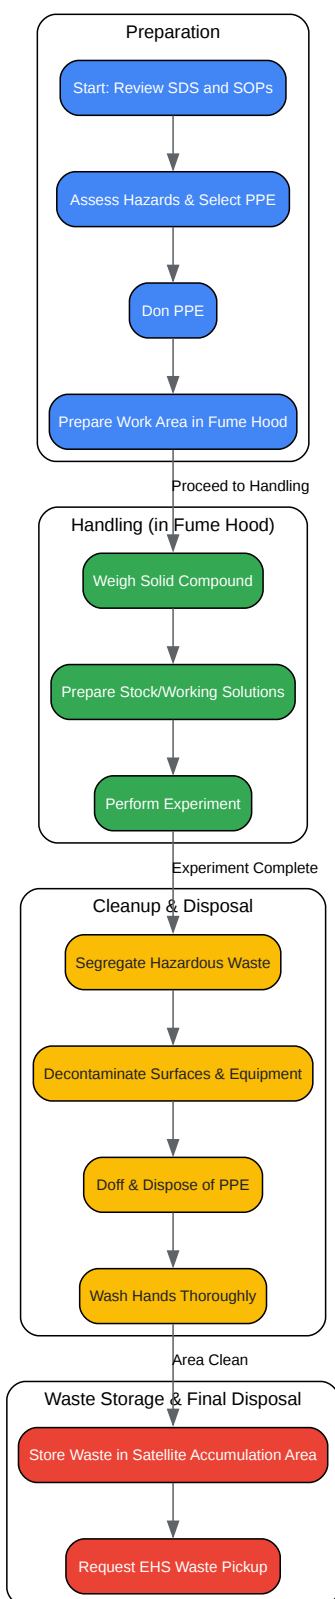 Preparation
Start: Review SDS and SOPs
Assess Hazards & Select PPE
Don PPE
Prepare Work Area in Fume Hood
Proceed to Handling
Handling (in Fume Hood)
Weigh Solid Compound
Prepare Stock/Working Solutions
Perform Experiment
Experiment Complete
Cleanup & Disposal
Segregate Hazardous Waste
Decontaminate Surfaces & Equipment
Doff & Dispose of PPE
Wash Hands Thoroughly
Area Clean
Waste Storage & Final Disposal
Store Waste in Satellite Accumulation Area
Request EHS Waste Pickup